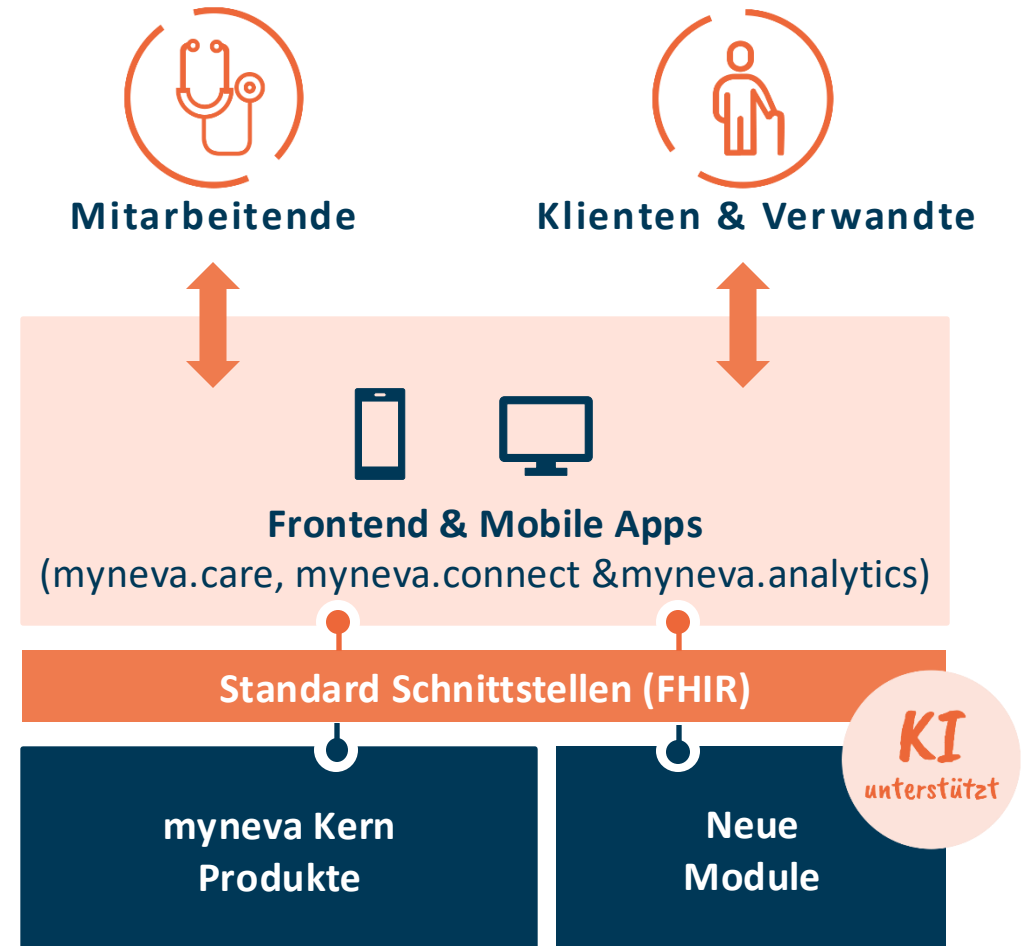 Mitarbeitende
Klienten & Verwandte
Frontend & Mobile Apps
(myneva.care, myneva.connect &myneva.analytics)
Standard Schnittstellen (FHIR)
KI
unterstützt
myneva Kern
Produkte
Neue
Module